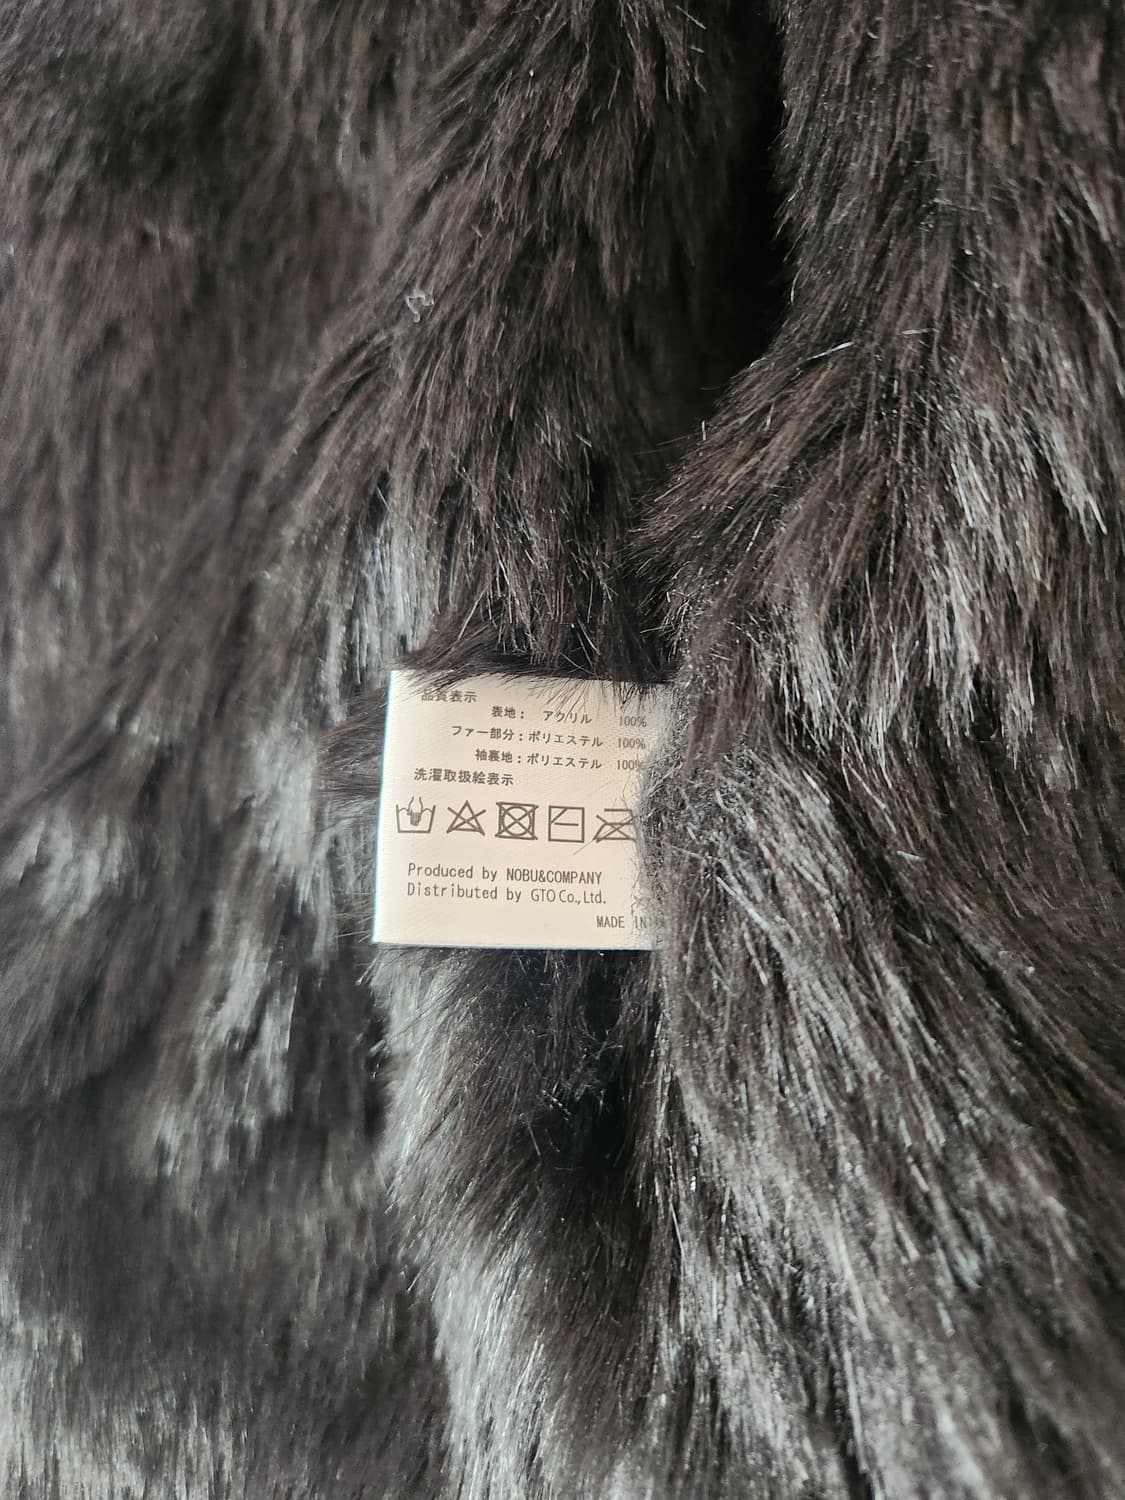 品質表示
表地： アクリル 100%
ファー部分：ポリエステル 100%
袖裏地：ポリエステル 100%
洗濯取扱絵表示
Produced by NOBU&COMPANY
Distributed by GTO Co.,Ltd.
MADE IN